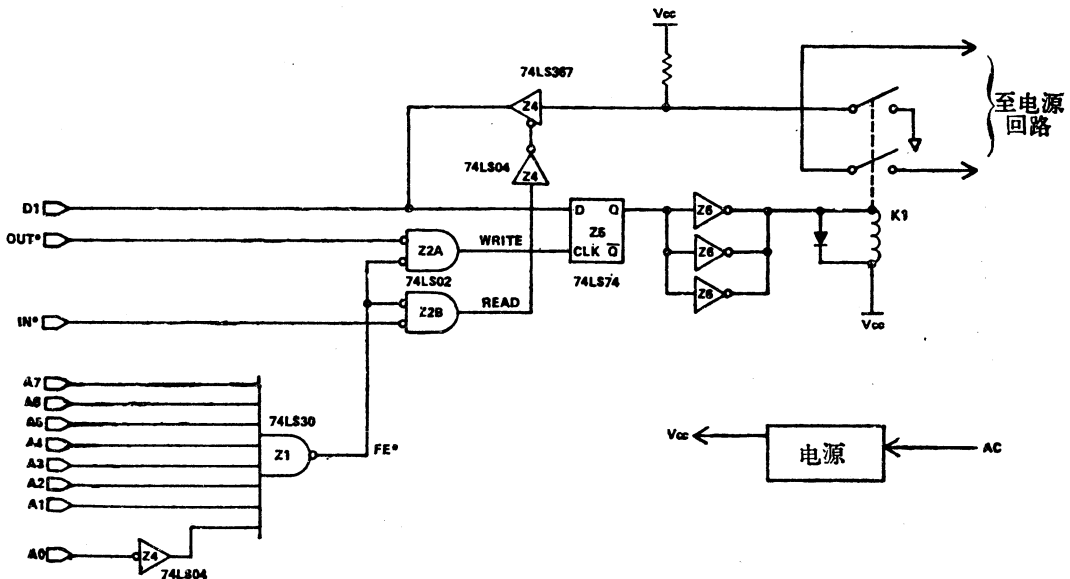 Vcc
74LS367
Z4
至电源
回路
74LS04
Z4
D1
D Q
K1
OUT*
Z6
Z5
Z2A
WRITE
CLK Q
Z6
74LS02
74LS74
Z2B
READ
Z6
IN*
Vcc
A7
A6
A5
74LS30
A4
Z1
FE*
Vcc
电源
AC
A3
A2
A1
A0
Z4
74LS04